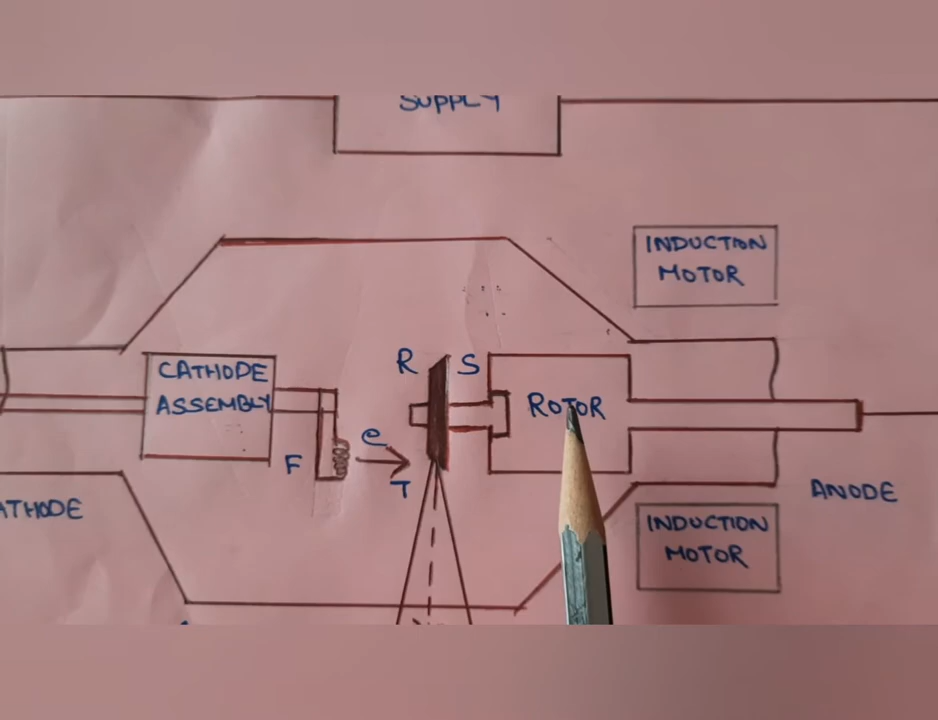 SUPPLY
INDUCTION
MOTOR
R S
CATHODE
ASSEMBLY
ROTOR
e
F
T
ATHODE
ANODE
INDUCTION
MOTOR